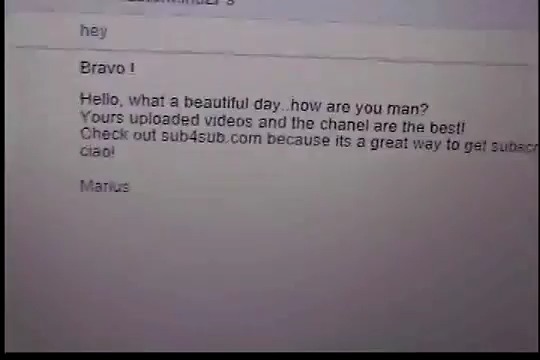 hey
Bravo !
Hello, what a beautiful day..how are you man?
Yours uploaded videos and the chanel are the best!
Check out sub4sub.com because its a great way to get subscr
ciao!
Marius